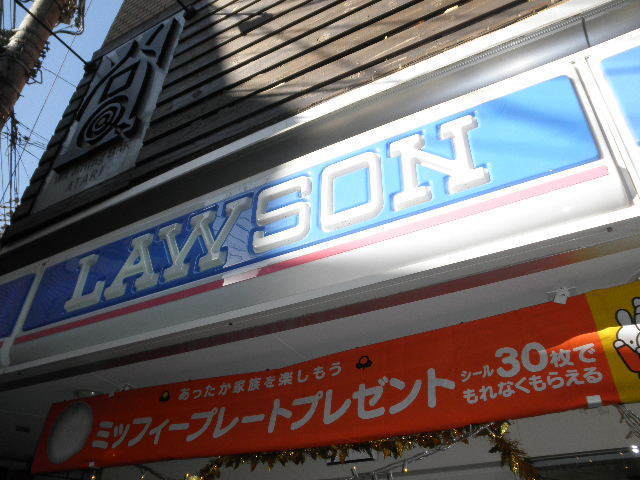 LAWSON
あったか家族を楽しもう
ミッフィープレートプレゼント
シール30枚で
もれなくもらえる